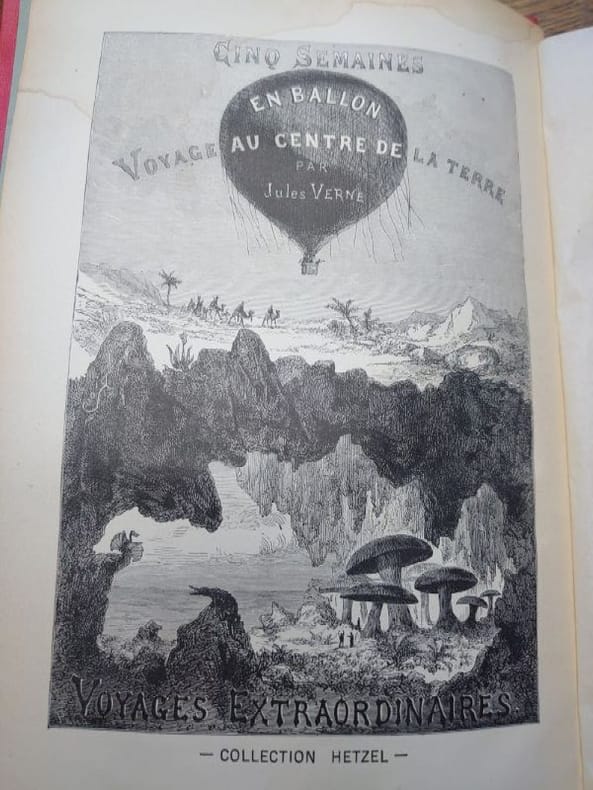 CINQ SEMAINES
EN BALLON
VOYAGE AU CENTRE DE LA TERRE
PAR
Jules VERNE
VOYAGES EXTRAORDINAIRES.
— COLLECTION HETZEL —